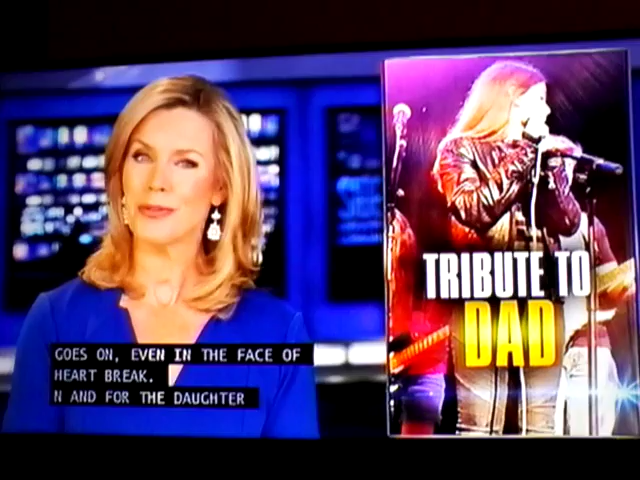 GOES ON, EVEN IN THE FACE OF
HEART BREAK.
N AND FOR THE DAUGHTER
TRIBUTE TO
DAD